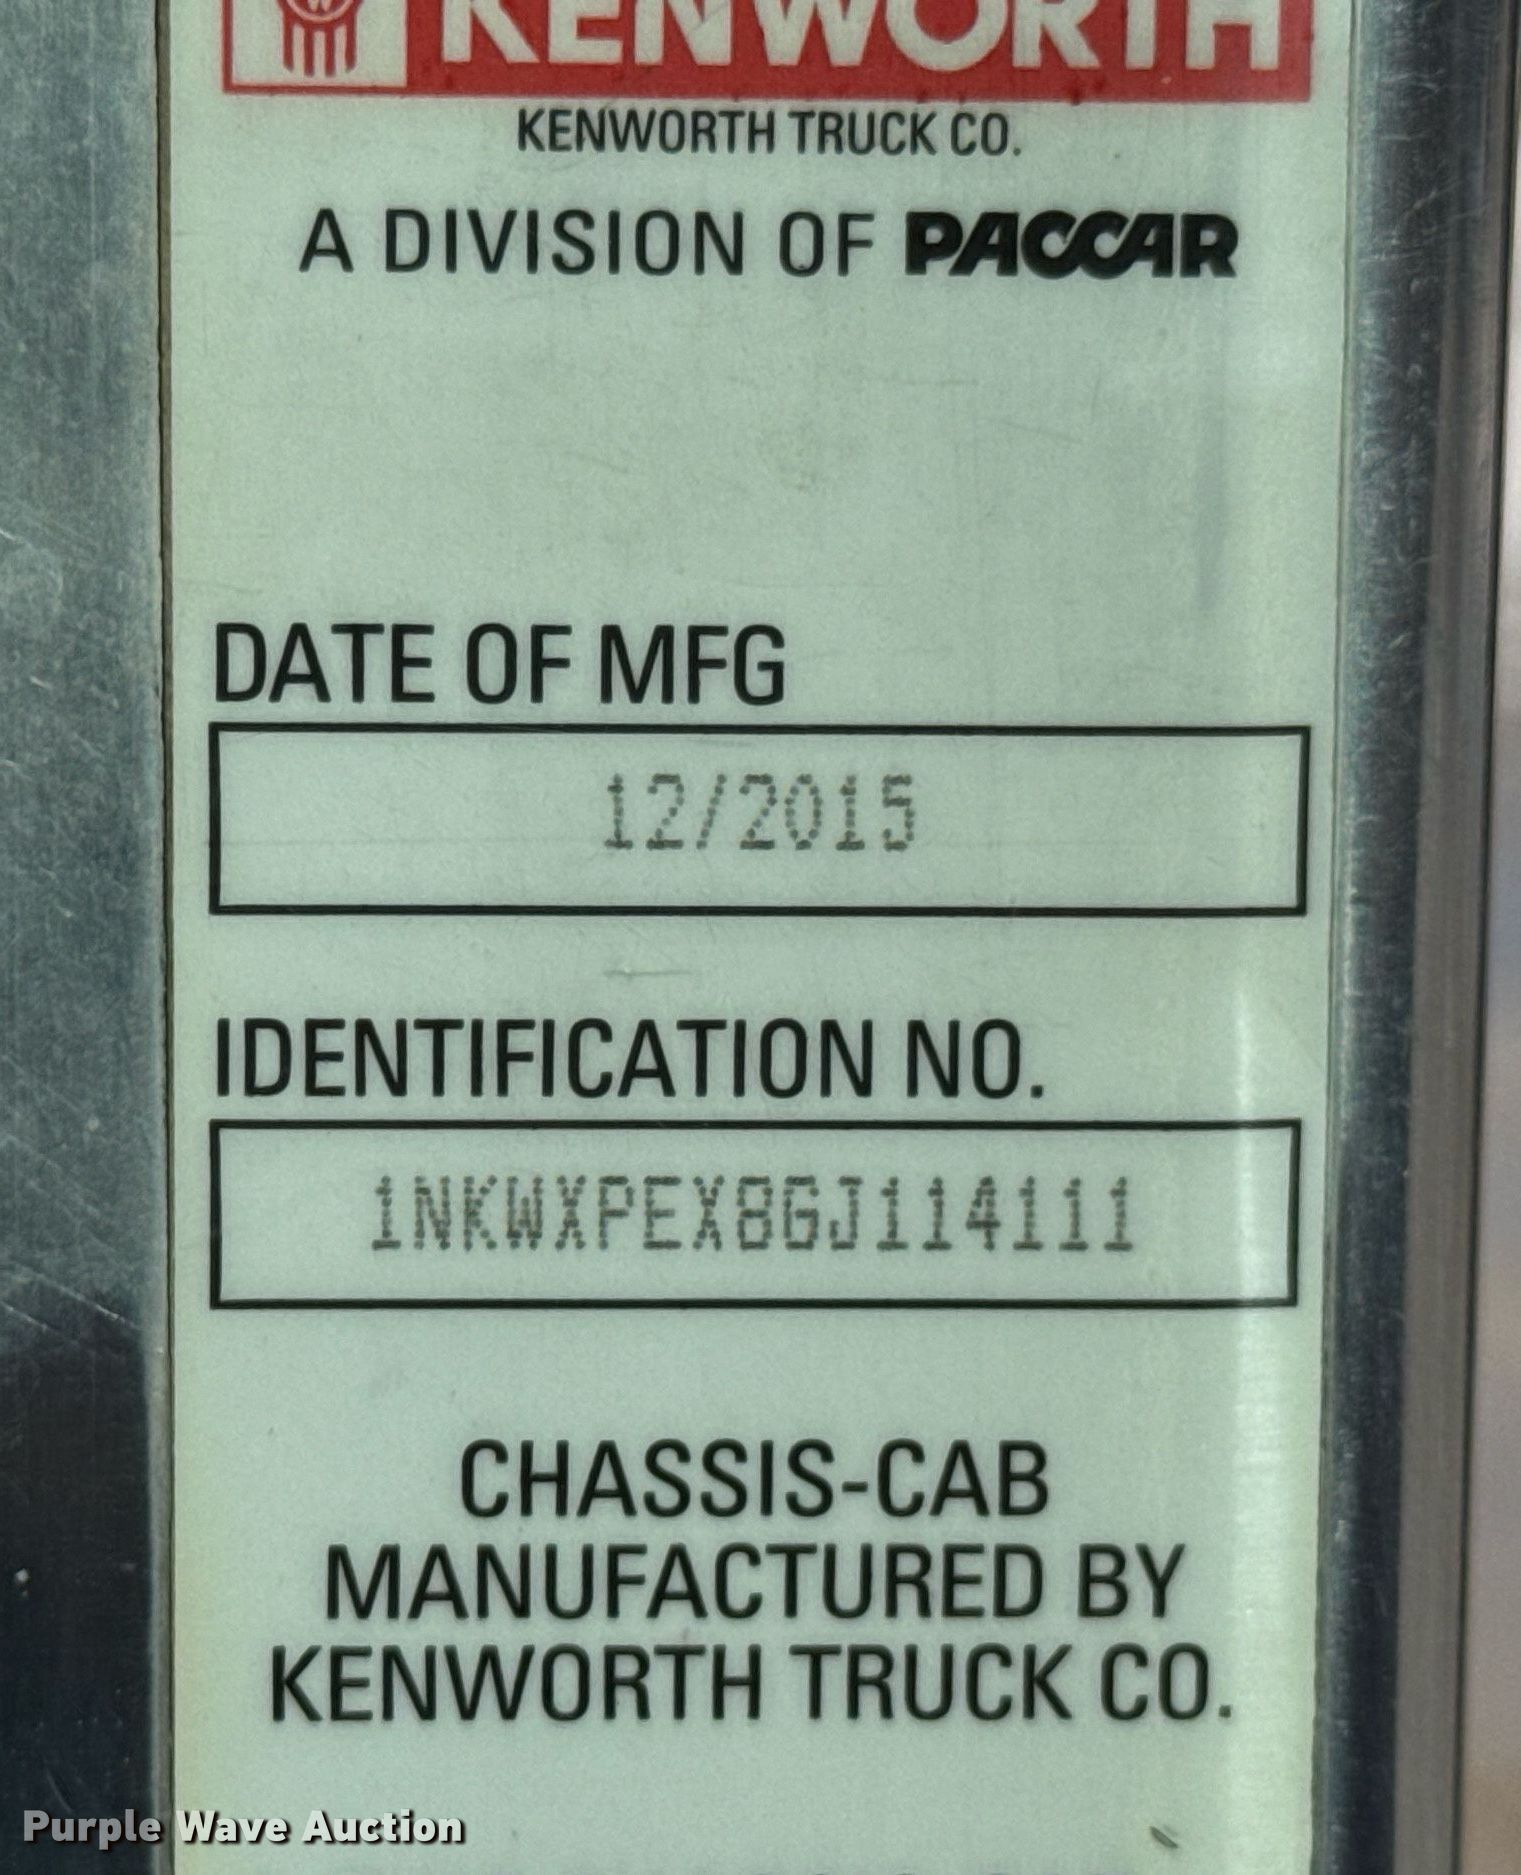 KENWORTH
KENWORTH TRUCK CO.
A DIVISION OF PACCAR
DATE OF MFG
12/2015
IDENTIFICATION NO.
1NKWXPEX8GJ114111
CHASSIS-CAB
MANUFACTURED BY
KENWORTH TRUCK CO.
Purple Wave Auction